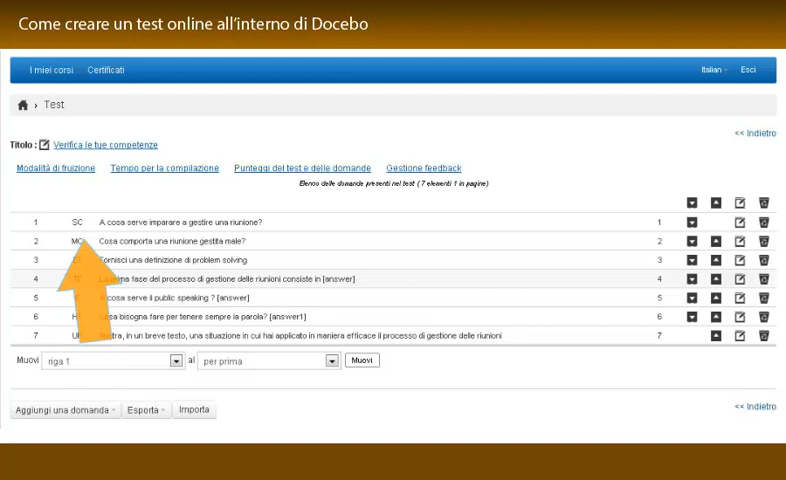 Come creare un test online all'interno di Docebo
I miei corsi Certificati Italian Esci
› Test
<< Indietro
Titolo : Verifica le tue competenze
Modalità di fruizione Tempo per la compilazione Punteggi del test e delle domande Gestione feedback
Elenco delle domande presenti nel test ( 7 elementi 1 in pagine)
1 SC A cosa serve imparare a gestire una riunione? 1
2 MC Cosa comporta una riunione gestita male? 2
3 Fornisci una definizione di problem solving 3
4 prima fase del processo di gestione delle riunioni consiste in [answer] 4
5 A cosa serve il public speaking ? [answer] 5
6 bisogna fare per tenere sempre la parola? [answer1] 6
7 in un breve testo, una situazione in cui hai applicato in maniera efficace il processo di gestione delle riunioni 7
Muovi riga 1 al per prima Muovi
Aggiungi una domanda Esporta Importa
<< Indietro